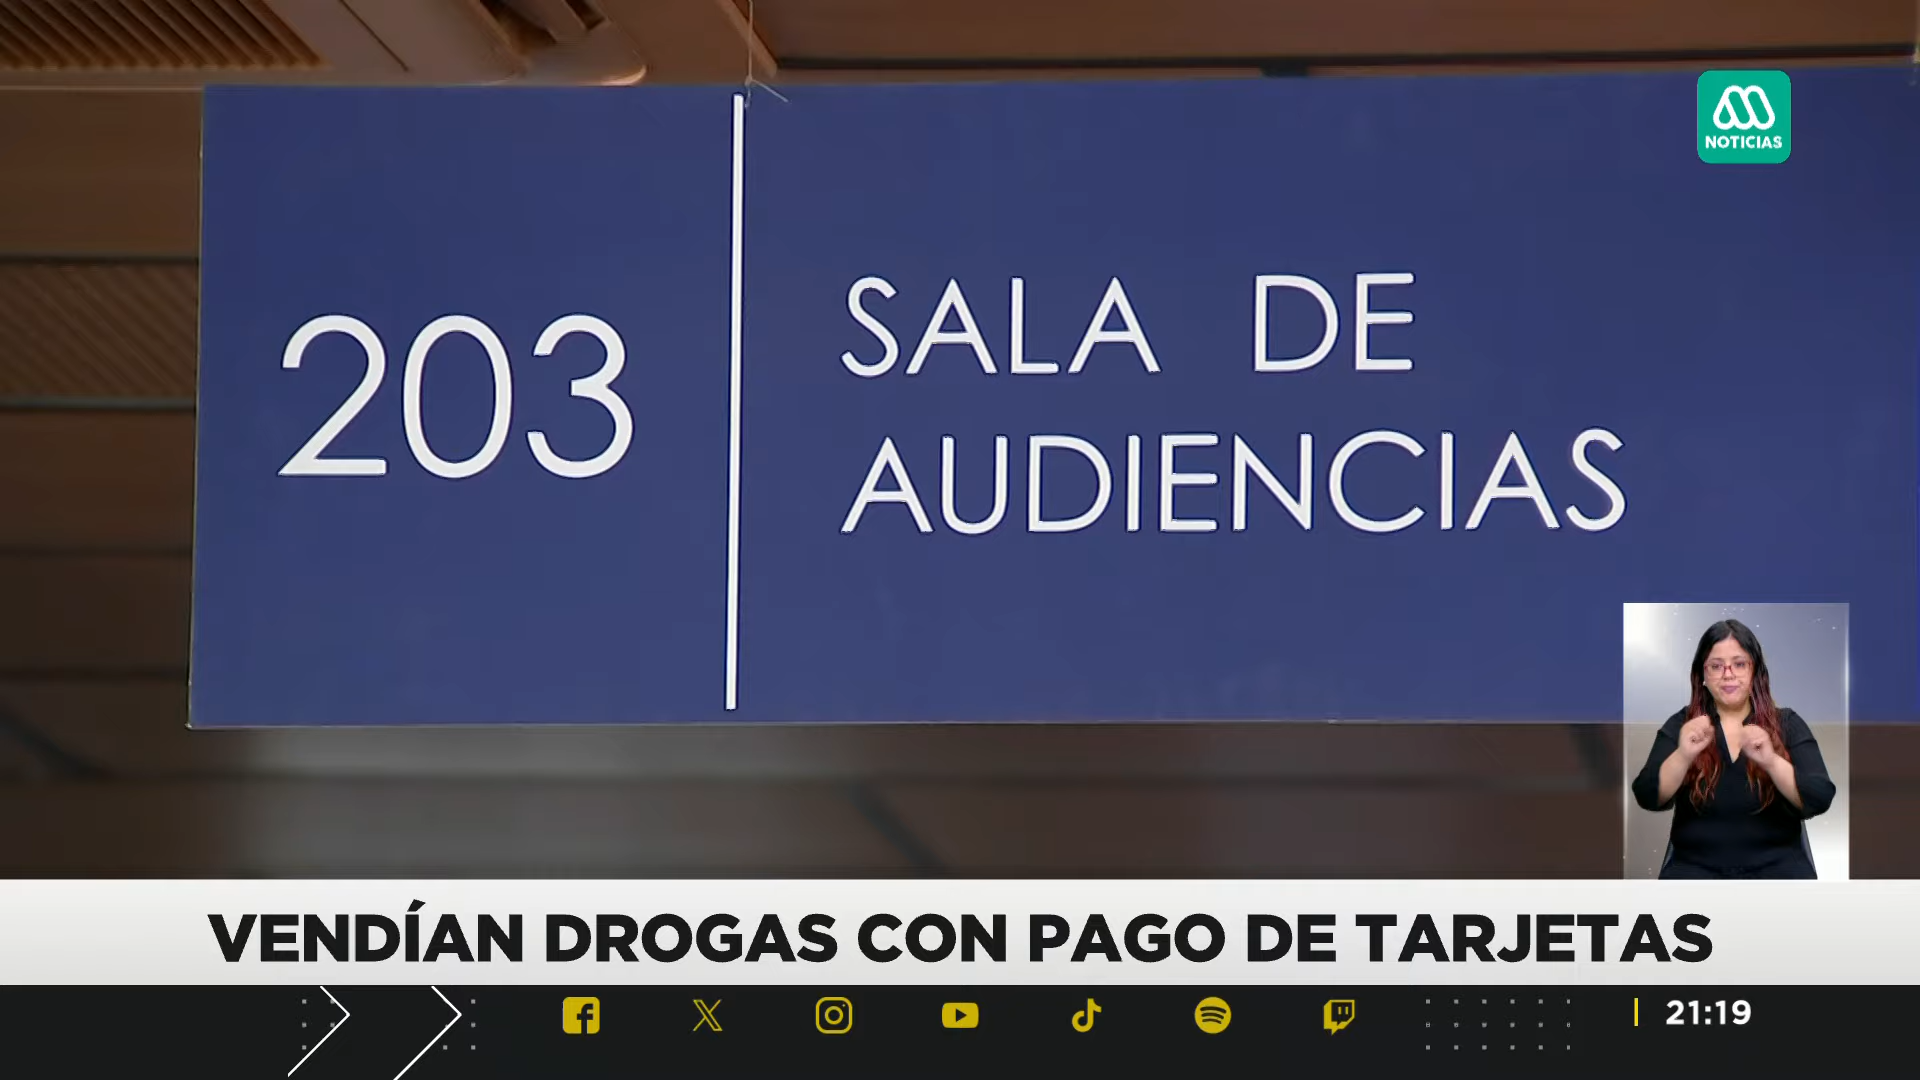 NOTICIAS
203
SALA DE
AUDIENCIAS
VENDÍAN DROGAS CON PAGO DE TARJETAS
21:19